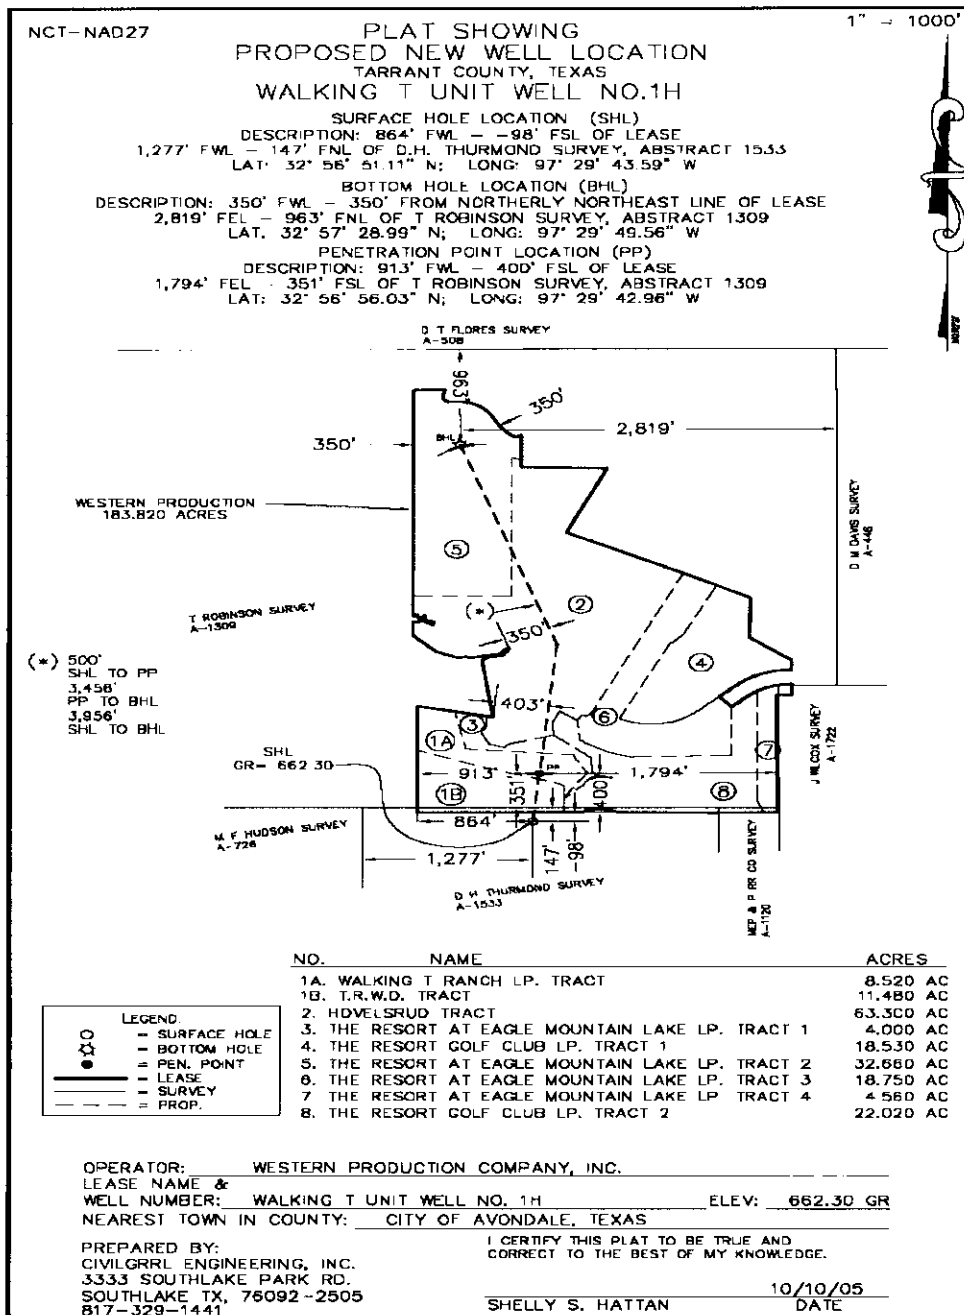 NCT-NAD27
1" = 1000'
PLAT SHOWING
PROPOSED NEW WELL LOCATION
TARRANT COUNTY, TEXAS
WALKING T UNIT WELL NO.1H
SURFACE HOLE LOCATION (SHL)
DESCRIPTION: 864' FWL - -98' FSL OF LEASE
1,277' FWL - 147' FNL OF D.H. THURMOND SURVEY, ABSTRACT 1533
LAT: 32° 56' 51.11" N; LONG: 97° 29' 43.59" W
BOTTOM HOLE LOCATION (BHL)
DESCRIPTION: 350' FWL - 350' FROM NORTHERLY NORTHEAST LINE OF LEASE
2,819' FEL - 963' FNL OF T ROBINSON SURVEY, ABSTRACT 1309
LAT. 32° 57' 28.99" N; LONG: 97° 29' 49.56" W
PENETRATION POINT LOCATION (PP)
DESCRIPTION: 913' FWL - 400' FSL OF LEASE
1,794' FEL - 351' FSL OF T ROBINSON SURVEY, ABSTRACT 1309
LAT: 32° 56' 56.03" N; LONG: 97° 29' 42.96" W
D T FLORES SURVEY
A-508
963'
350'
2,819'
350'
BHL
WESTERN PRODUCTION
183.820 ACRES
D M DAVIS SURVEY
A-446
5
T ROBINSON SURVEY
A-1309
(*)
2
350'
4
(*) 500'
SHL TO PP
3,456'
PP TO BHL
3,956'
SHL TO BHL
403'
6
3
1A
7
J WILCOX SURVEY
A-1722
SHL
GR= 662.30
913'
PP
1,794'
1B
351'
400'
8
864'
M F HUDSON SURVEY
A-726
1,277'
147'
-98'
D H THURMOND SURVEY
A-1533
MEP & P RR CO SURVEY
A-1120
NO. NAME ACRES
1A. WALKING T RANCH LP. TRACT 8.520 AC
1B. T.R.W.D. TRACT 11.480 AC
2. HOVELSRUD TRACT 63.300 AC
3. THE RESORT AT EAGLE MOUNTAIN LAKE LP. TRACT 1 4.000 AC
4. THE RESORT GOLF CLUB LP. TRACT 1 18.530 AC
5. THE RESORT AT EAGLE MOUNTAIN LAKE LP. TRACT 2 32.660 AC
6. THE RESORT AT EAGLE MOUNTAIN LAKE LP. TRACT 3 18.750 AC
7 THE RESORT AT EAGLE MOUNTAIN LAKE LP TRACT 4 4 560 AC
8. THE RESORT GOLF CLUB LP. TRACT 2 22.020 AC
LEGEND
= SURFACE HOLE
= BOTTOM HOLE
= PEN. POINT
= LEASE
= SURVEY
= PROP.
OPERATOR: WESTERN PRODUCTION COMPANY, INC.
LEASE NAME &
WELL NUMBER: WALKING T UNIT WELL NO. 1H ELEV: 662.30 GR
NEAREST TOWN IN COUNTY: CITY OF AVONDALE, TEXAS
PREPARED BY:
CIVILGRRL ENGINEERING, INC.
3333 SOUTHLAKE PARK RD.
SOUTHLAKE TX, 76092-2505
817-329-1441
I CERTIFY THIS PLAT TO BE TRUE AND
CORRECT TO THE BEST OF MY KNOWLEDGE.
10/10/05
SHELLY S. HATTAN DATE